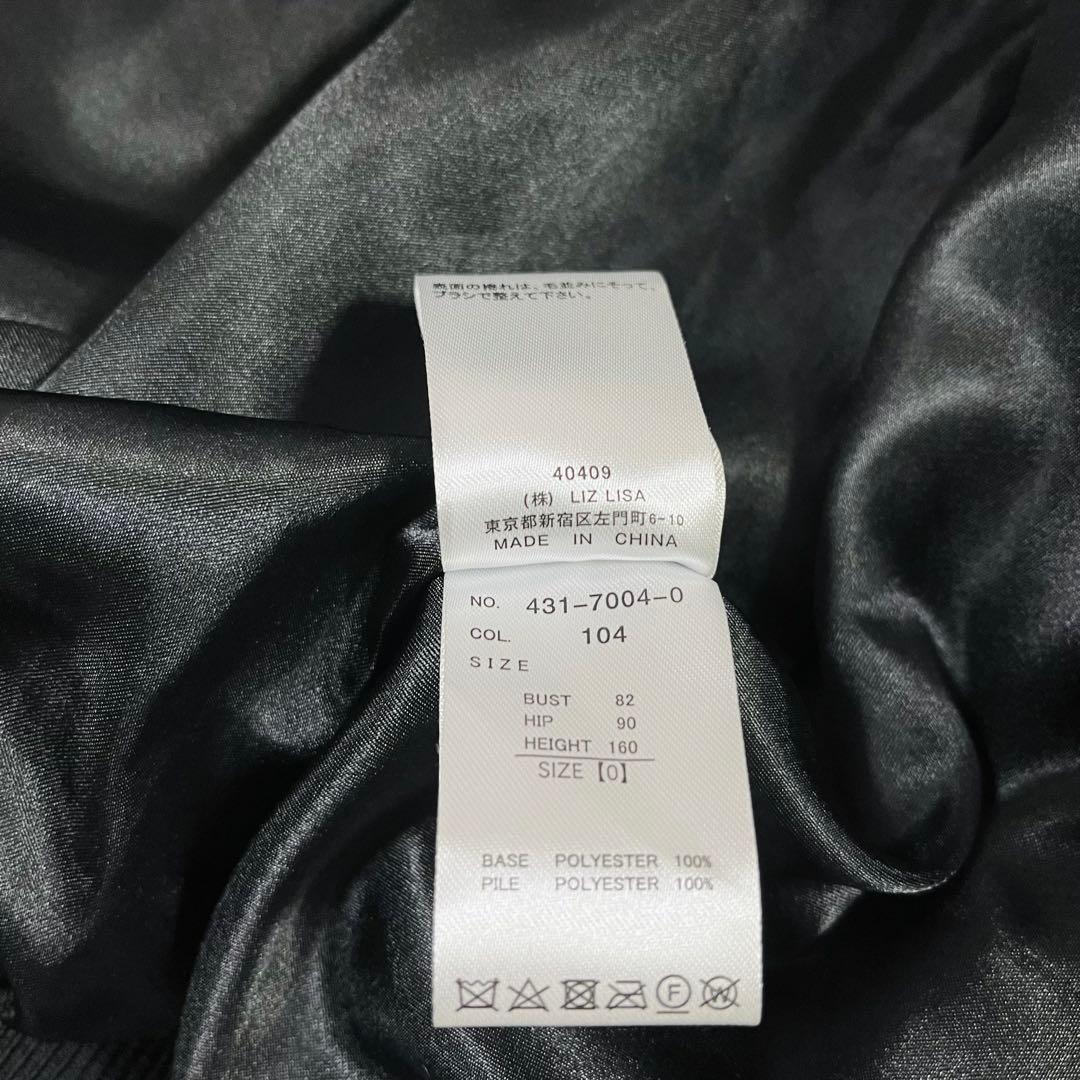 表面の捲れは、毛並みにそって、
ブラシで整えて下さい。
40409
(株) LIZ LISA
東京都新宿区左門町6-10
MADE IN CHINA
NO. 431-7004-0
COL. 104
SIZE
BUST 82
HIP 90
HEIGHT 160
SIZE【0】
BASE POLYESTER 100%
PILE POLYESTER 100%
F
W